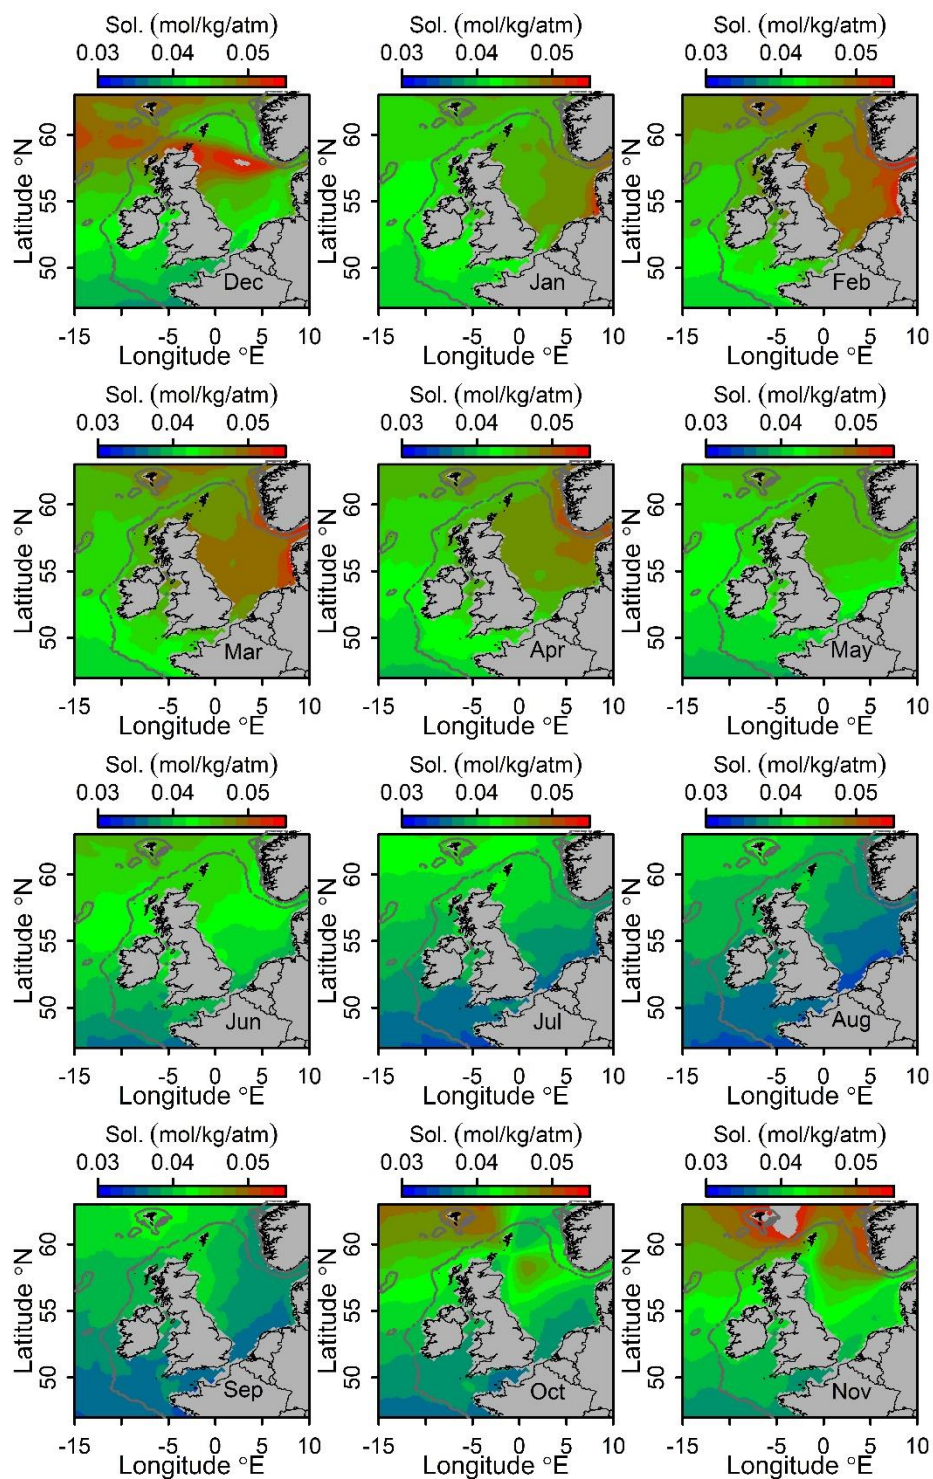 Sol. (mol/kg/atm) Sol. (mol/kg/atm) Sol. (mol/kg/atm)
0.03 0.04 0.05 0.03 0.04 0.05 0.03 0.04 0.05
Latitude °N Latitude °N Latitude °N
60 60 60
55 55 55
50 50 50
Dec Jan Feb
-15 -5 0 5 10 -15 -5 0 5 10 -15 -5 0 5 10
Longitude °E Longitude °E Longitude °E
Sol. (mol/kg/atm) Sol. (mol/kg/atm) Sol. (mol/kg/atm)
0.03 0.04 0.05 0.03 0.04 0.05 0.03 0.04 0.05
Latitude °N Latitude °N Latitude °N
60 60 60
55 55 55
50 50 50
Mar Apr May
-15 -5 0 5 10 -15 -5 0 5 10 -15 -5 0 5 10
Longitude °E Longitude °E Longitude °E
Sol. (mol/kg/atm) Sol. (mol/kg/atm) Sol. (mol/kg/atm)
0.03 0.04 0.05 0.03 0.04 0.05 0.03 0.04 0.05
Latitude °N Latitude °N Latitude °N
60 60 60
55 55 55
50 50 50
Jun Jul Aug
-15 -5 0 5 10 -15 -5 0 5 10 -15 -5 0 5 10
Longitude °E Longitude °E Longitude °E
Sol. (mol/kg/atm) Sol. (mol/kg/atm) Sol. (mol/kg/atm)
0.03 0.04 0.05 0.03 0.04 0.05 0.03 0.04 0.05
Latitude °N Latitude °N Latitude °N
60 60 60
55 55 55
50 50 50
Sep Oct Nov
-15 -5 0 5 10 -15 -5 0 5 10 -15 -5 0 5 10
Longitude °E Longitude °E Longitude °E